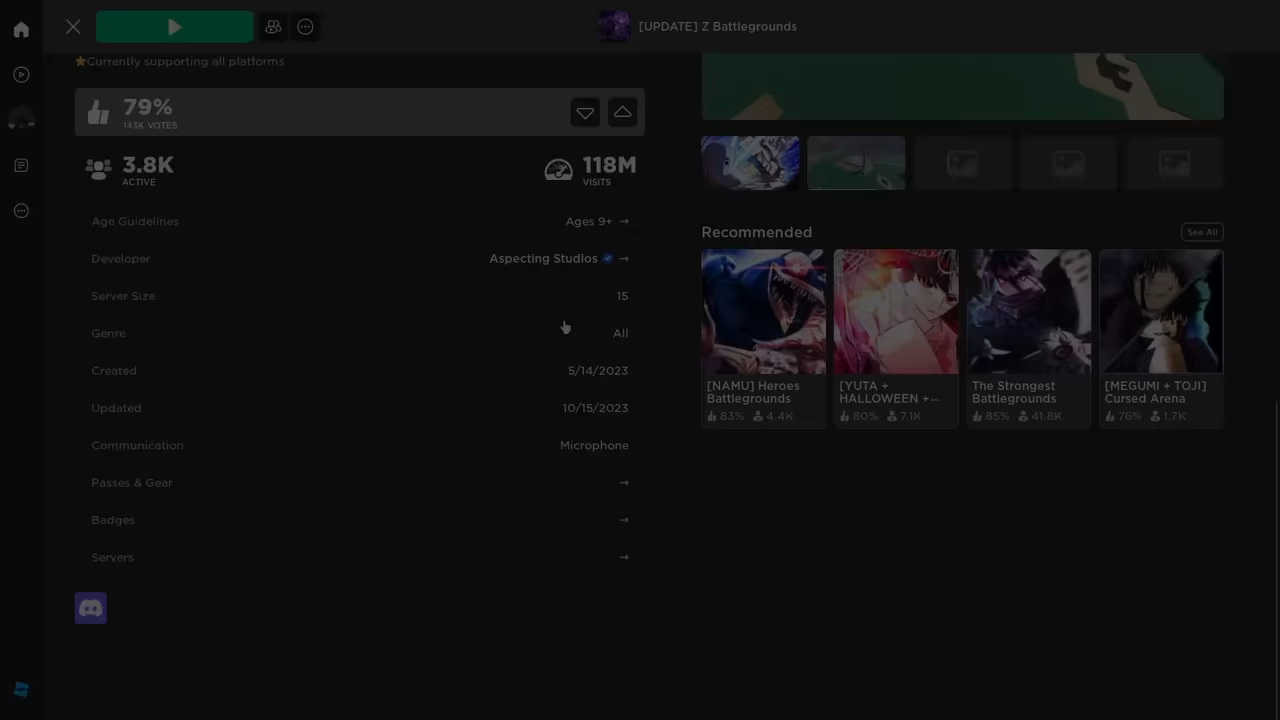 [UPDATE] Z Battlegrounds
⭐Currently supporting all platforms
79%
143K VOTES
3.8K
ACTIVE
118M
VISITS
Age Guidelines
Ages 9+ →
Developer
Aspecting Studios →
Server Size
15
Genre
All
Created
5/14/2023
Updated
10/15/2023
Communication
Microphone
Passes & Gear
→
Badges
→
Servers
→
Recommended
See All
[NAMU] Heroes
Battlegrounds
83% 4.4K
[YUTA +
HALLOWEEN +...
80% 7.1K
The Strongest
Battlegrounds
85% 41.8K
[MEGUMI + TOJI]
Cursed Arena
76% 1.7K